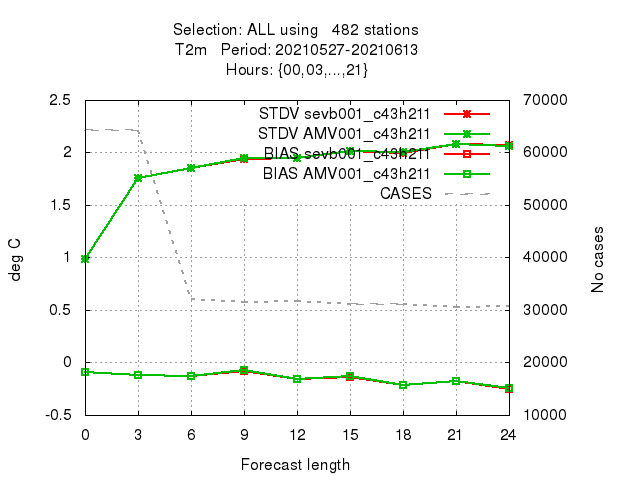 Selection: ALL using 482 stations
T2m Period: 20210527-20210613
Hours: {00,03,...,21}
2.5
2
1.5
1
0.5
0
-0.5
deg C
70000
60000
50000
40000
30000
20000
10000
No cases
STDV sevb001_c43h211
STDV AMV001_c43h211
BIAS sevb001_c43h211
BIAS AMV001_c43h211
CASES
0 3 6 9 12 15 18 21 24
Forecast length